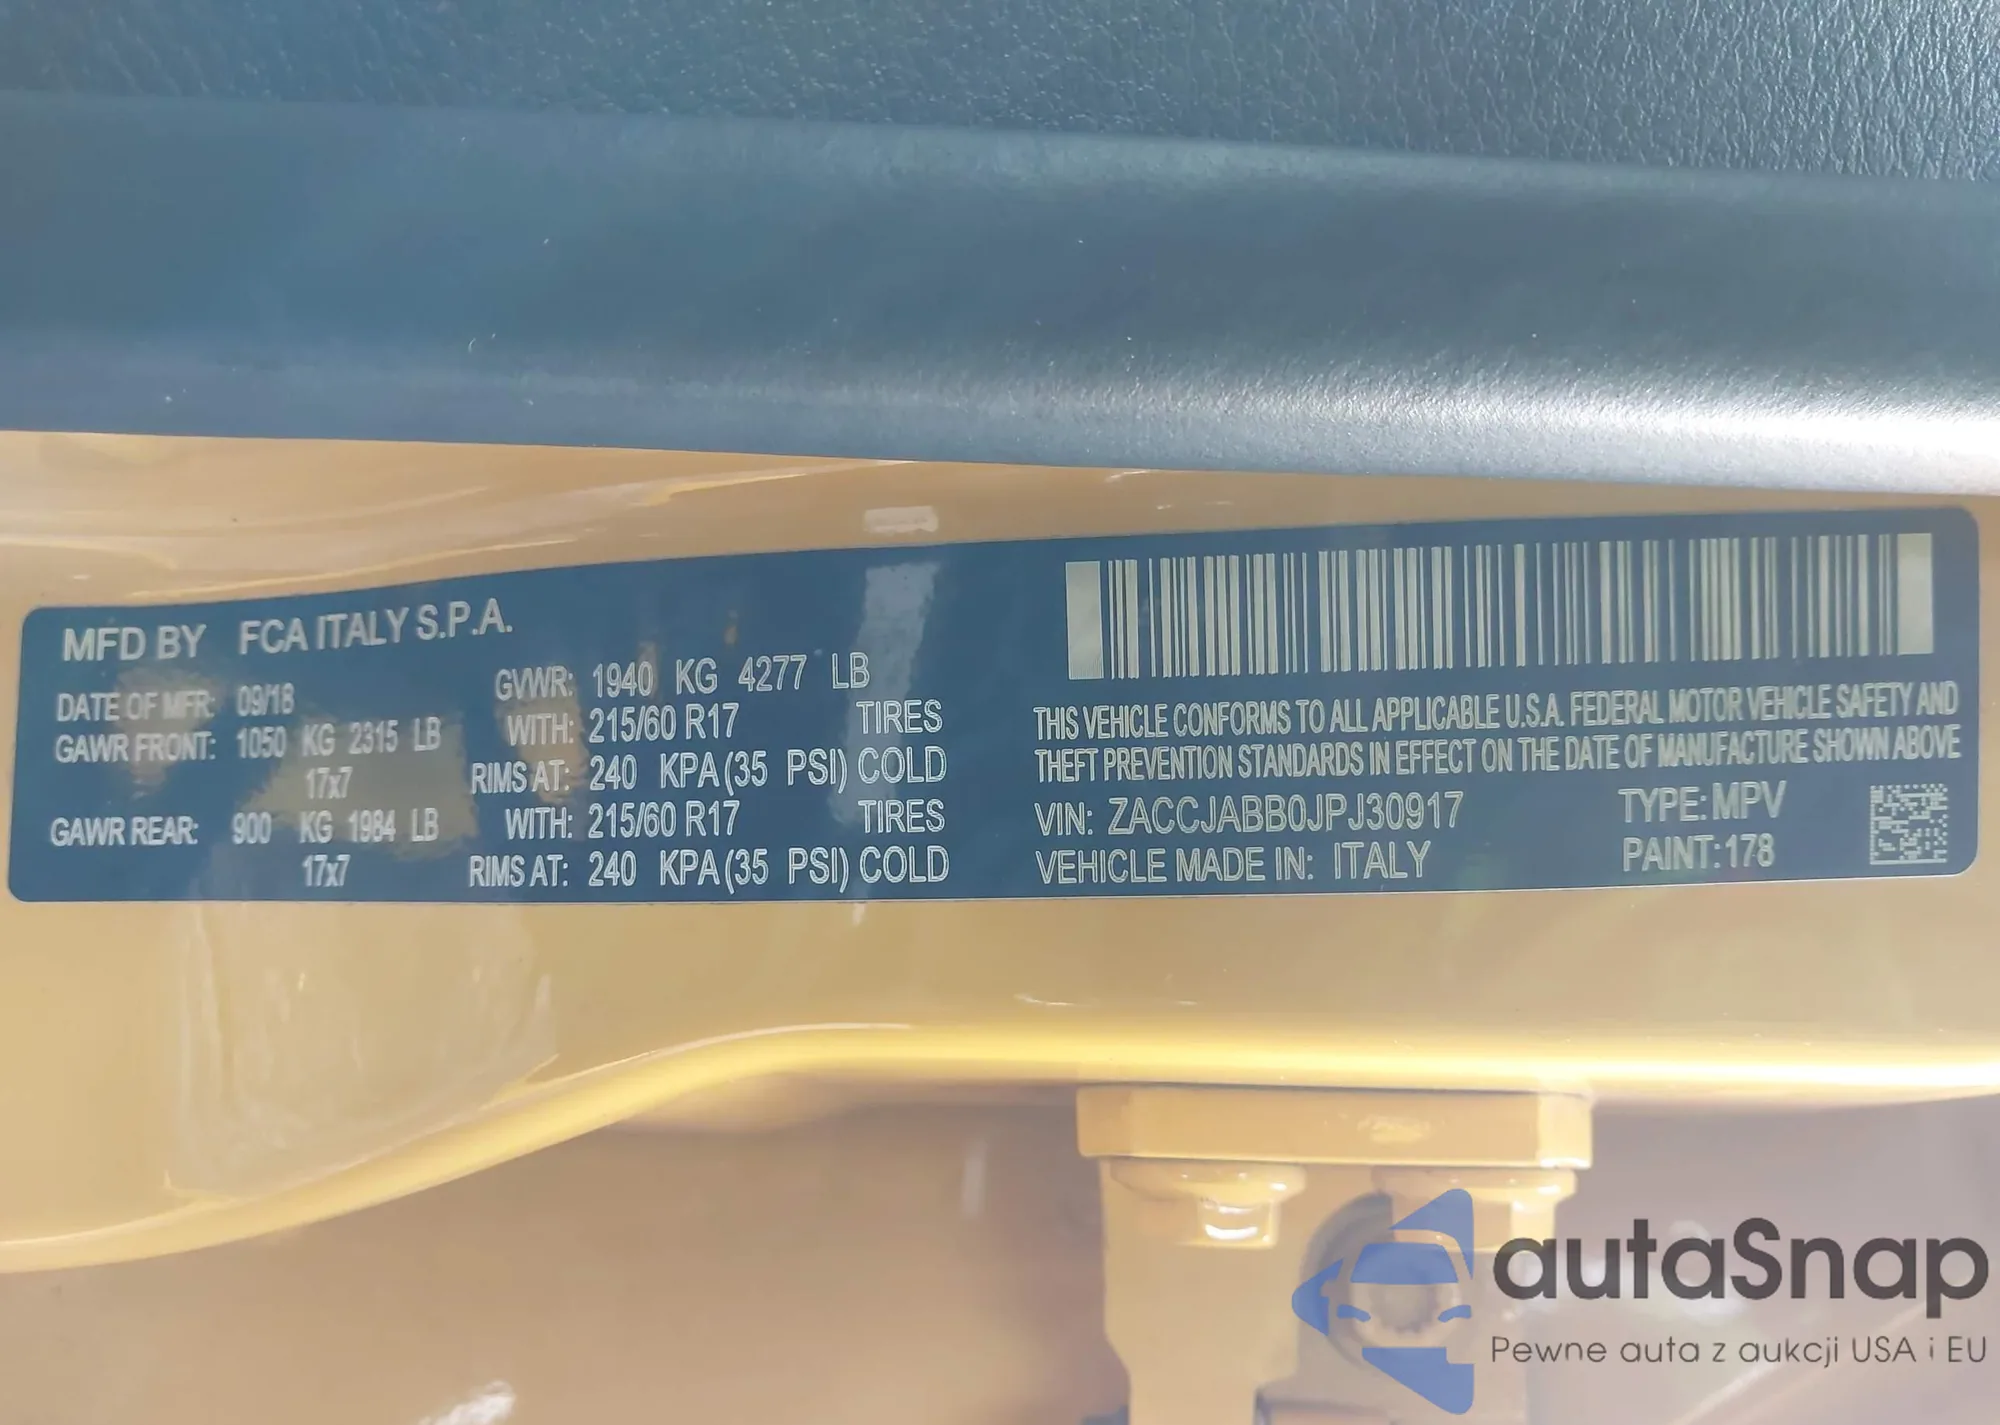 MFD BY FCA ITALY S.P.A.
DATE OF MFR: 09/18 GVWR: 1940 KG 4277 LB
GAWR FRONT: 1050 KG 2315 LB WITH: 215/60 R17 TIRES
17x7 RIMS AT: 240 KPA(35 PSI) COLD
GAWR REAR: 900 KG 1984 LB WITH: 215/60 R17 TIRES
17x7 RIMS AT: 240 KPA(35 PSI) COLD
THIS VEHICLE CONFORMS TO ALL APPLICABLE U.S.A. FEDERAL MOTOR VEHICLE SAFETY AND
THEFT PREVENTION STANDARDS IN EFFECT ON THE DATE OF MANUFACTURE SHOWN ABOVE
VIN: ZACCJABB0JPJ30917 TYPE: MPV
VEHICLE MADE IN: ITALY PAINT: 178
autaSnap
Pewne auta z aukcji USA i EU